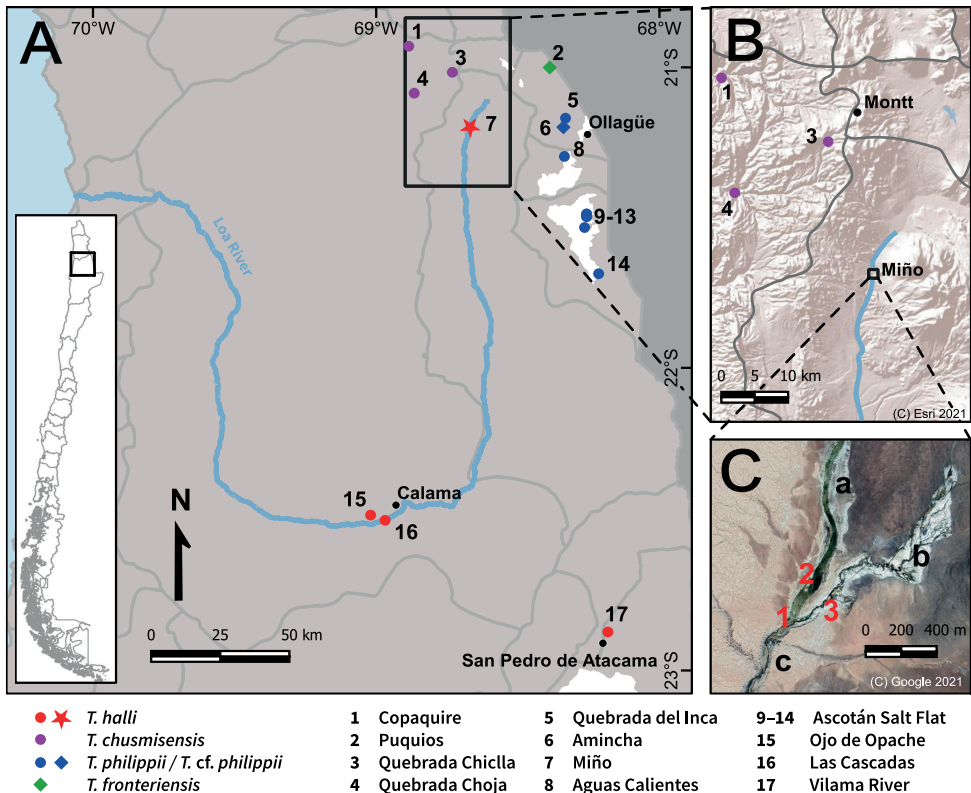 A
70°W
69°W
68°W
21°S
22°S
23°S
1
2
3
4
5
6
7
8
9-13
14
15
16
17
Ollagüe
Loa River
Calama
San Pedro de Atacama
N
0 25 50 km
B
1
3
4
Montt
Miño
0 5 10 km
(C) Esri 2021
C
a
b
c
1
2
3
0 200 400 m
(C) Google 2021
T. halli
T. chusmisensis
T. philippii / T. cf. philippii
T. fronteriensis
1 Copaquire
2 Puquios
3 Quebrada Chiclla
4 Quebrada Choja
5 Quebrada del Inca
6 Amincha
7 Miño
8 Aguas Calientes
9–14 Ascotán Salt Flat
15 Ojo de Opache
16 Las Cascadas
17 Vilama River